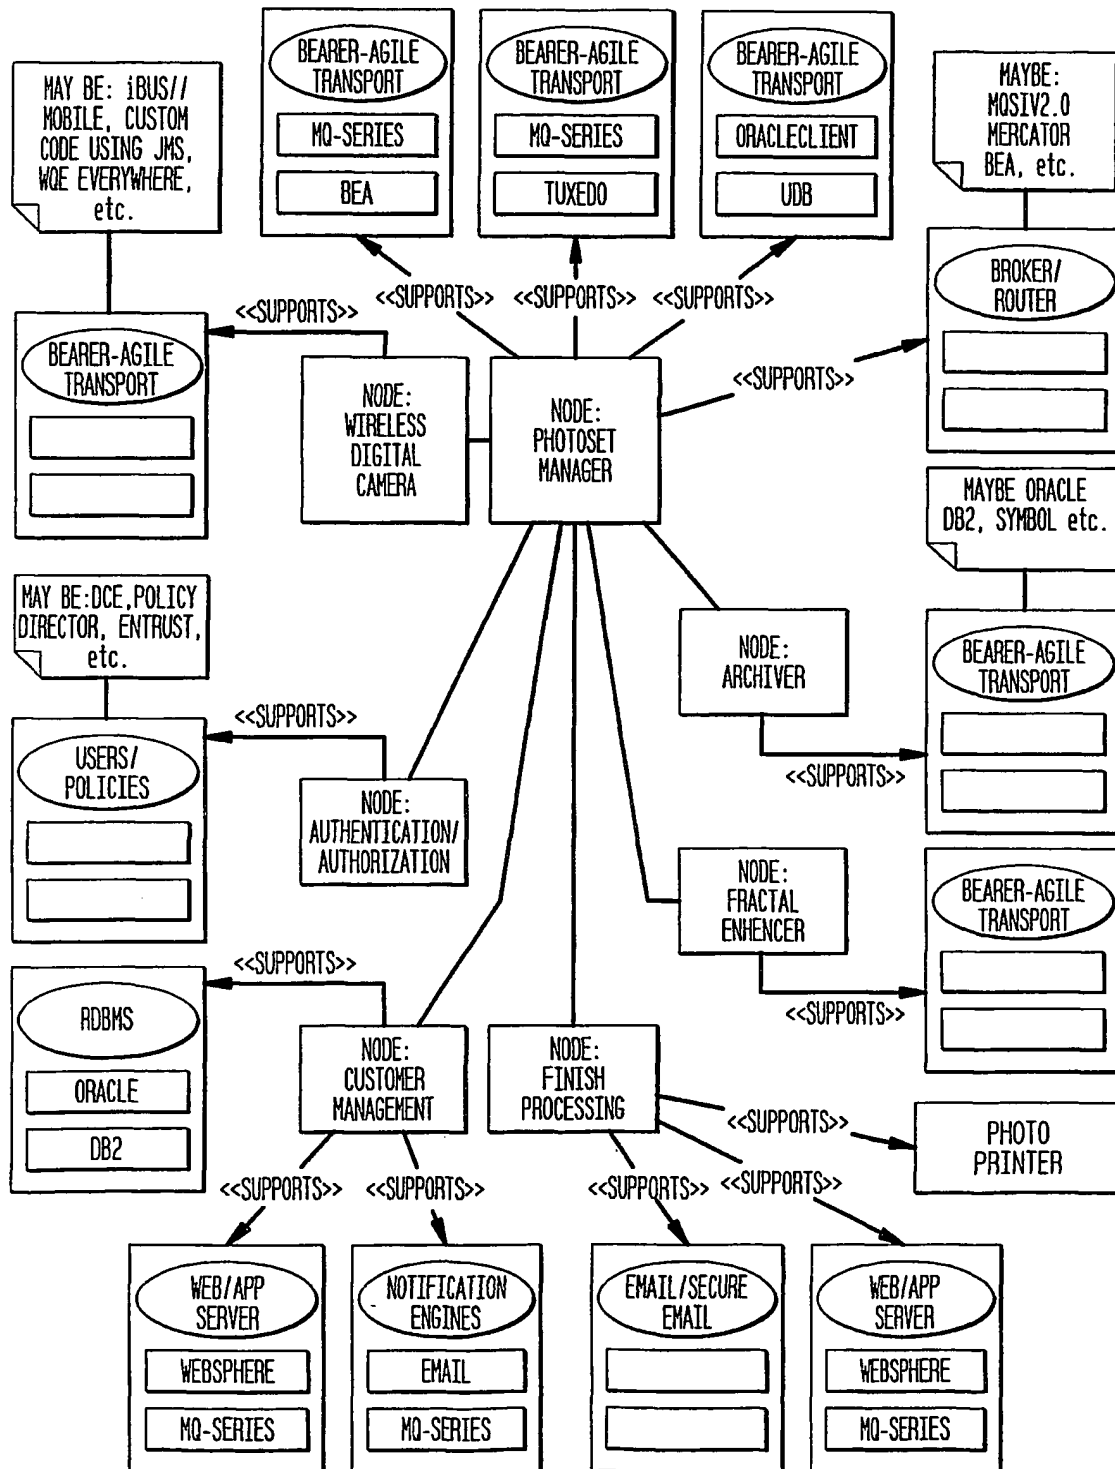 BEARER-AGILE
TRANSPORT
MQ-SERIES
BEA
BEARER-AGILE
TRANSPORT
MQ-SERIES
TUXEDO
BEARER-AGILE
TRANSPORT
ORACLECLIENT
UDB
MAY BE: iBUS//
MOBILE, CUSTOM
CODE USING JMS,
WQE EVERYWHERE,
etc.
MAYBE:
MQSIV2.0
MERCATOR
BEA, etc.
<<SUPPORTS>>
<<SUPPORTS>>
<<SUPPORTS>>
<<SUPPORTS>>
<<SUPPORTS>>
BEARER-AGILE
TRANSPORT
NODE:
WIRELESS
DIGITAL
CAMERA
NODE:
PHOTOSET
MANAGER
BROKER/
ROUTER
MAYBE ORACLE
DB2, SYMBOL etc.
MAY BE:DCE,POLICY
DIRECTOR, ENTRUST,
etc.
NODE:
ARCHIVER
BEARER-AGILE
TRANSPORT
<<SUPPORTS>>
<<SUPPORTS>>
USERS/
POLICIES
NODE:
AUTHENTICATION/
AUTHORIZATION
NODE:
FRACTAL
ENHENCER
BEARER-AGILE
TRANSPORT
<<SUPPORTS>>
<<SUPPORTS>>
RDBMS
ORACLE
DB2
NODE:
CUSTOMER
MANAGEMENT
NODE:
FINISH
PROCESSING
<<SUPPORTS>>
PHOTO
PRINTER
<<SUPPORTS>>
<<SUPPORTS>>
<<SUPPORTS>>
<<SUPPORTS>>
WEB/APP
SERVER
WEBSPHERE
MQ-SERIES
NOTIFICATION
ENGINES
EMAIL
MQ-SERIES
EMAIL/SECURE
EMAIL
WEB/APP
SERVER
WEBSPHERE
MQ-SERIES